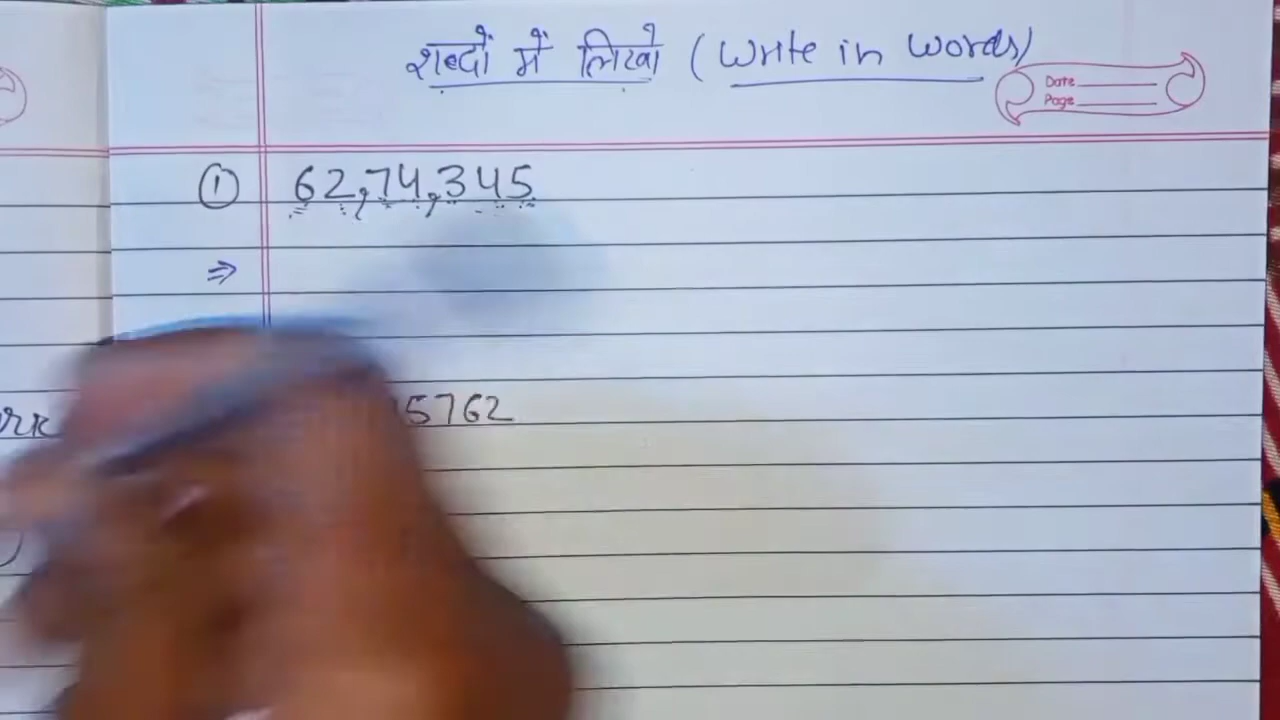 शब्दों में लिखो (Write in words)
Date
Page
① 62,74,345
⇒
5762